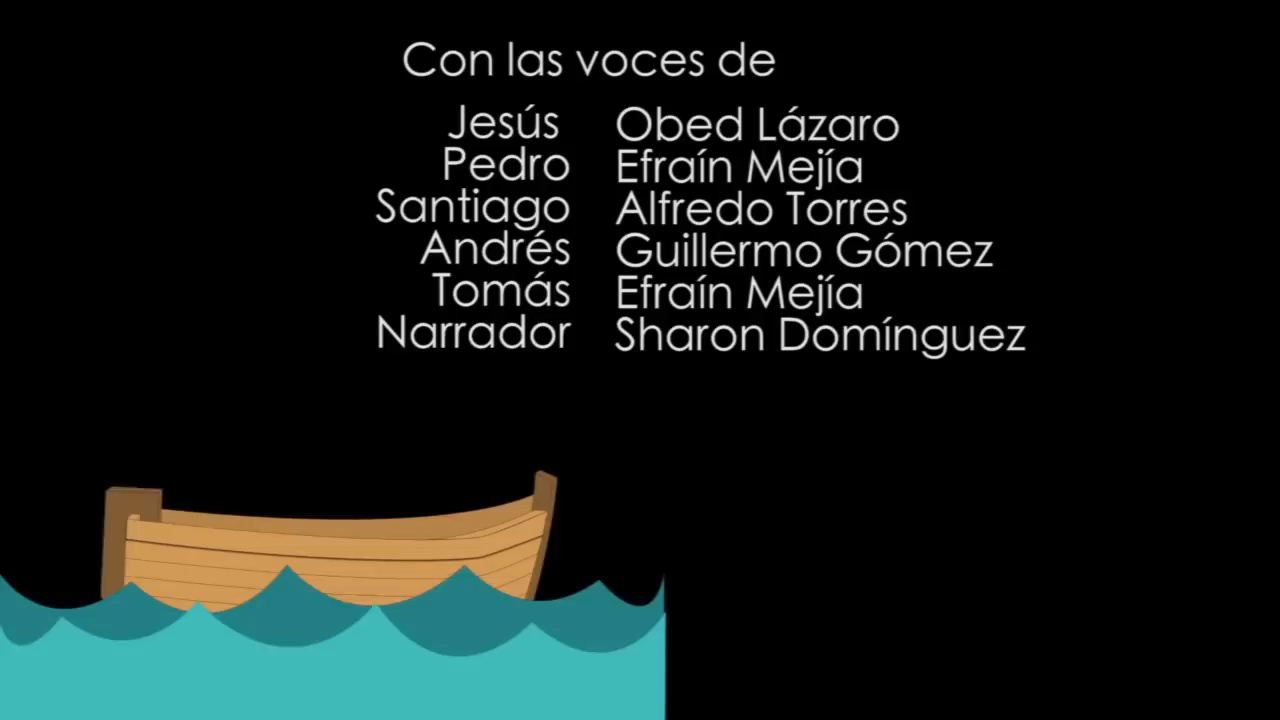 Con las voces de
Jesús Obed Lázaro
Pedro Efraín Mejía
Santiago Alfredo Torres
Andrés Guillermo Gómez
Tomás Efraín Mejía
Narrador Sharon Domínguez